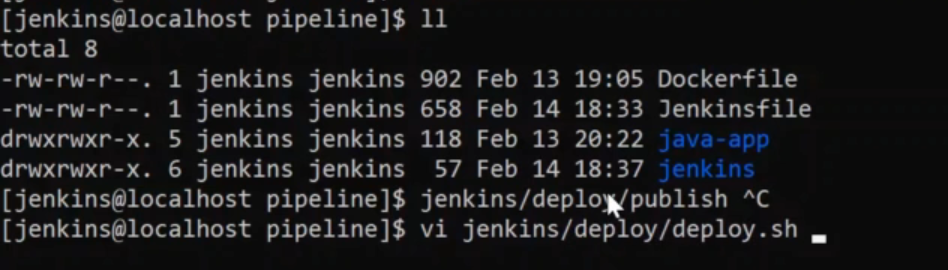 [jenkins@localhost pipeline]$ ll
total 8
-rw-rw-r--. 1 jenkins jenkins 902 Feb 13 19:05 Dockerfile
-rw-rw-r--. 1 jenkins jenkins 658 Feb 14 18:33 Jenkinsfile
drwxrwxr-x. 5 jenkins jenkins 118 Feb 13 20:22 java-app
drwxrwxr-x. 6 jenkins jenkins  57 Feb 14 18:37 jenkins
[jenkins@localhost pipeline]$ jenkins/deploy/publish ^C
[jenkins@localhost pipeline]$ vi jenkins/deploy/deploy.sh